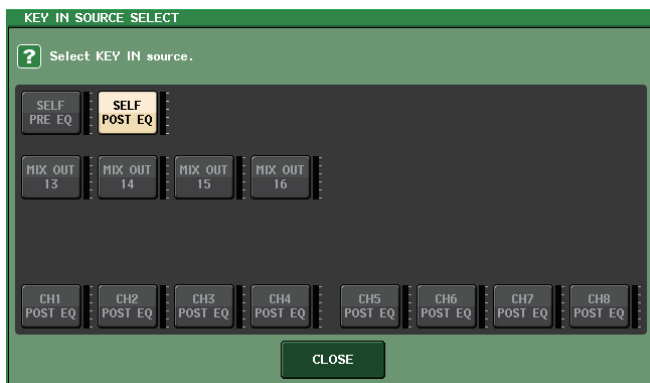 KEY IN SOURCE SELECT
? Select KEY IN source.
SELF PRE EQ
SELF POST EQ
MIX OUT 13
MIX OUT 14
MIX OUT 15
MIX OUT 16
CH1 POST EQ
CH2 POST EQ
CH3 POST EQ
CH4 POST EQ
CH5 POST EQ
CH6 POST EQ
CH7 POST EQ
CH8 POST EQ
CLOSE